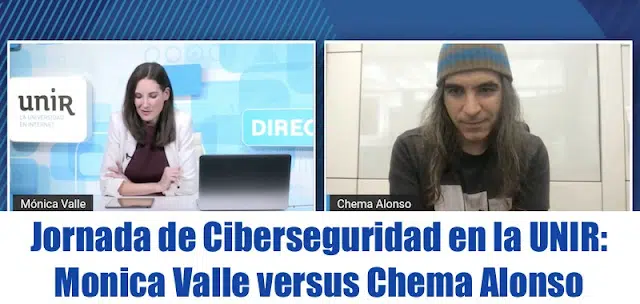 unir
LA UNIVERSIDAD
EN INTERNET
DIREC
Mónica Valle
Chema Alonso
Jornada de Ciberseguridad en la UNIR:
Monica Valle versus Chema Alonso